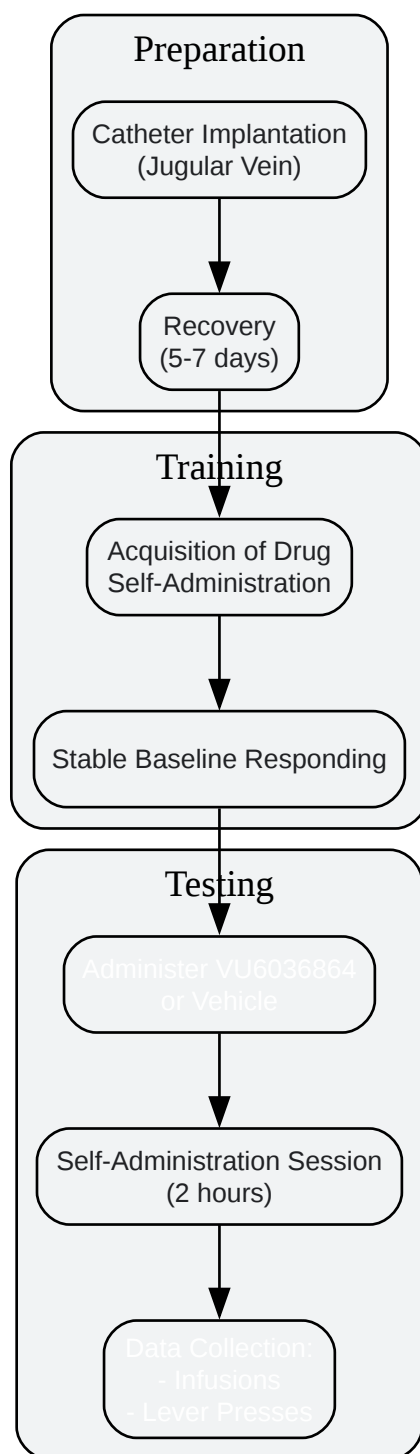 Preparation
Catheter Implantation
(Jugular Vein)
Recovery
(5-7 days)
Training
Acquisition of Drug
Self-Administration
Stable Baseline Responding
Testing
Administer VU6036864
or Vehicle
Self-Administration Session
(2 hours)
Data Collection:
- Infusions
- Lever Presses